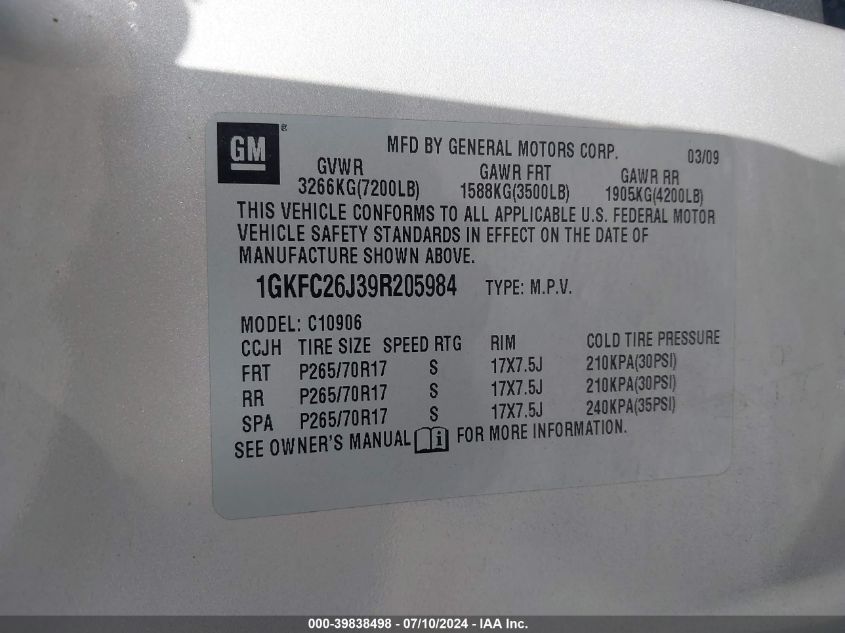 GM ® MFD BY GENERAL MOTORS CORP. 03/09
GVWR GAWR FRT GAWR RR
3266KG(7200LB) 1588KG(3500LB) 1905KG(4200LB)
THIS VEHICLE CONFORMS TO ALL APPLICABLE U.S. FEDERAL MOTOR
VEHICLE SAFETY STANDARDS IN EFFECT ON THE DATE OF
MANUFACTURE SHOWN ABOVE.
1GKFC26J39R205984 TYPE: M.P.V.
MODEL: C10906
CCJH TIRE SIZE SPEED RTG RIM COLD TIRE PRESSURE
FRT P265/70R17 S 17X7.5J 210KPA(30PSI)
RR P265/70R17 S 17X7.5J 210KPA(30PSI)
SPA P265/70R17 S 17X7.5J 240KPA(35PSI)
SEE OWNER'S MANUAL i FOR MORE INFORMATION.
000-39838498 - 07/10/2024 - IAA Inc.